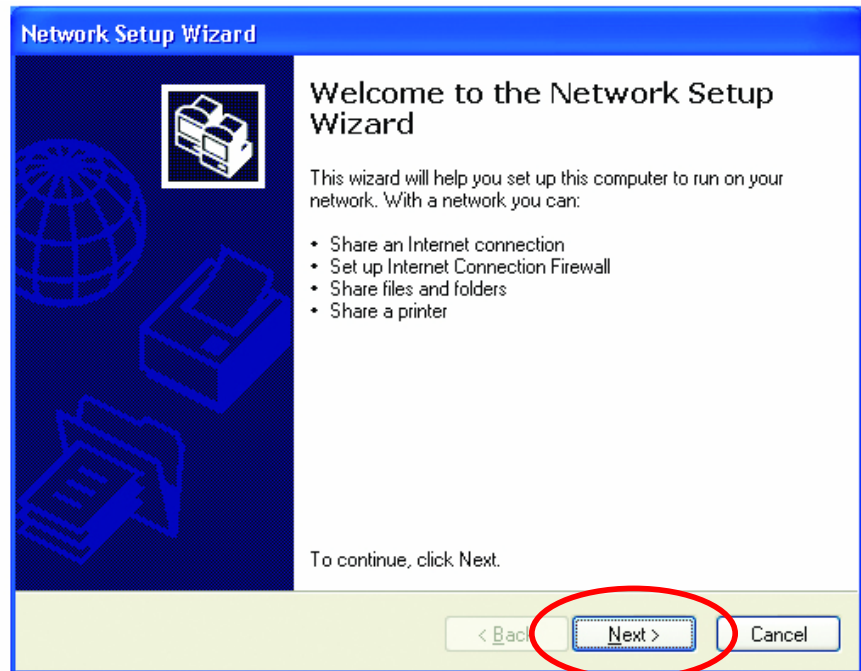 Network Setup Wizard
Welcome to the Network Setup
Wizard
This wizard will help you set up this computer to run on your
network. With a network you can:
• Share an Internet connection
• Set up Internet Connection Firewall
• Share files and folders
• Share a printer
To continue, click Next.
< Back Next > Cancel